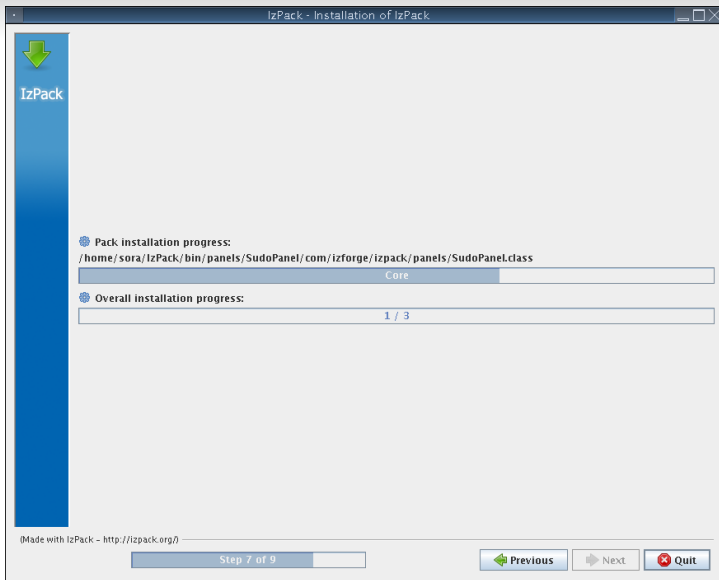 IzPack - Installation of IzPack
IzPack
Pack installation progress:
/home/sora/IzPack/bin/panels/SudoPanel/com/izforge/izpack/panels/SudoPanel.class
Core
Overall installation progress:
1 / 3
(Made with IzPack - http://izpack.org/)
Step 7 of 9
Previous
Next
Quit